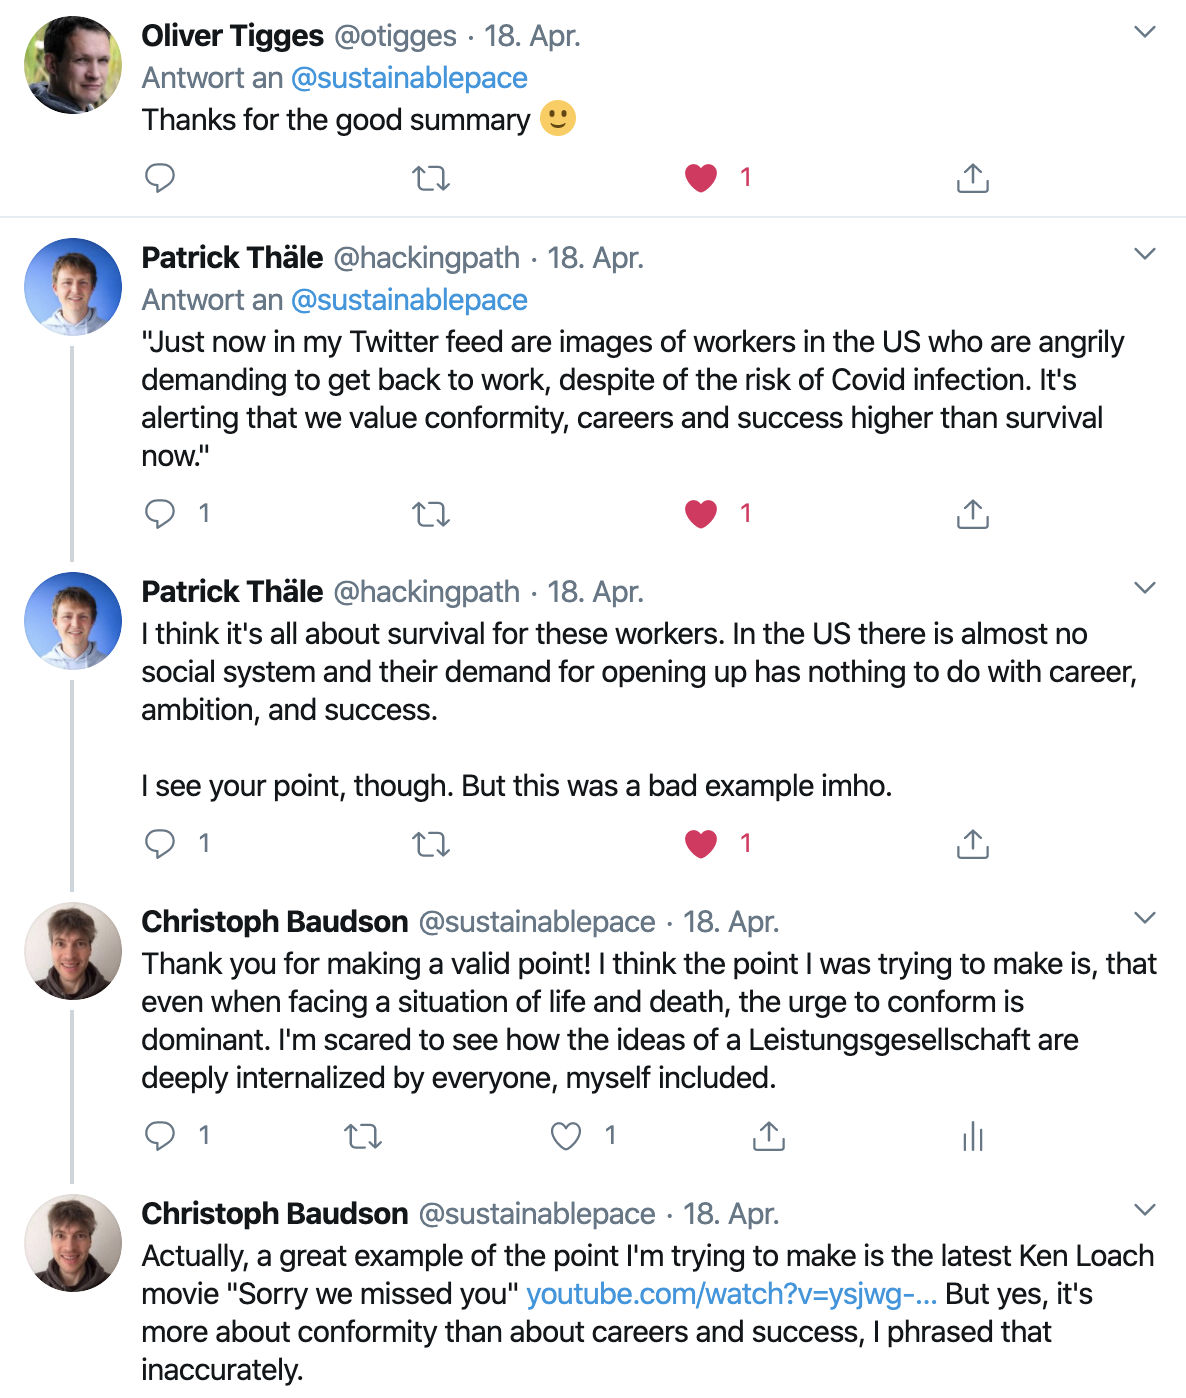 Oliver Tigges @otigges · 18. Apr.
Antwort an @sustainablepace
Thanks for the good summary 🙂
1
Patrick Thäle @hackingpath · 18. Apr.
Antwort an @sustainablepace
"Just now in my Twitter feed are images of workers in the US who are angrily
demanding to get back to work, despite of the risk of Covid infection. It's
alerting that we value conformity, careers and success higher than survival
now."
1 1
Patrick Thäle @hackingpath · 18. Apr.
I think it's all about survival for these workers. In the US there is almost no
social system and their demand for opening up has nothing to do with career,
ambition, and success.
I see your point, though. But this was a bad example imho.
1 1
Christoph Baudson @sustainablepace · 18. Apr.
Thank you for making a valid point! I think the point I was trying to make is, that
even when facing a situation of life and death, the urge to conform is
dominant. I'm scared to see how the ideas of a Leistungsgesellschaft are
deeply internalized by everyone, myself included.
1 1
Christoph Baudson @sustainablepace · 18. Apr.
Actually, a great example of the point I'm trying to make is the latest Ken Loach
movie "Sorry we missed you" youtube.com/watch?v=ysjwg-... But yes, it's
more about conformity than about careers and success, I phrased that
inaccurately.